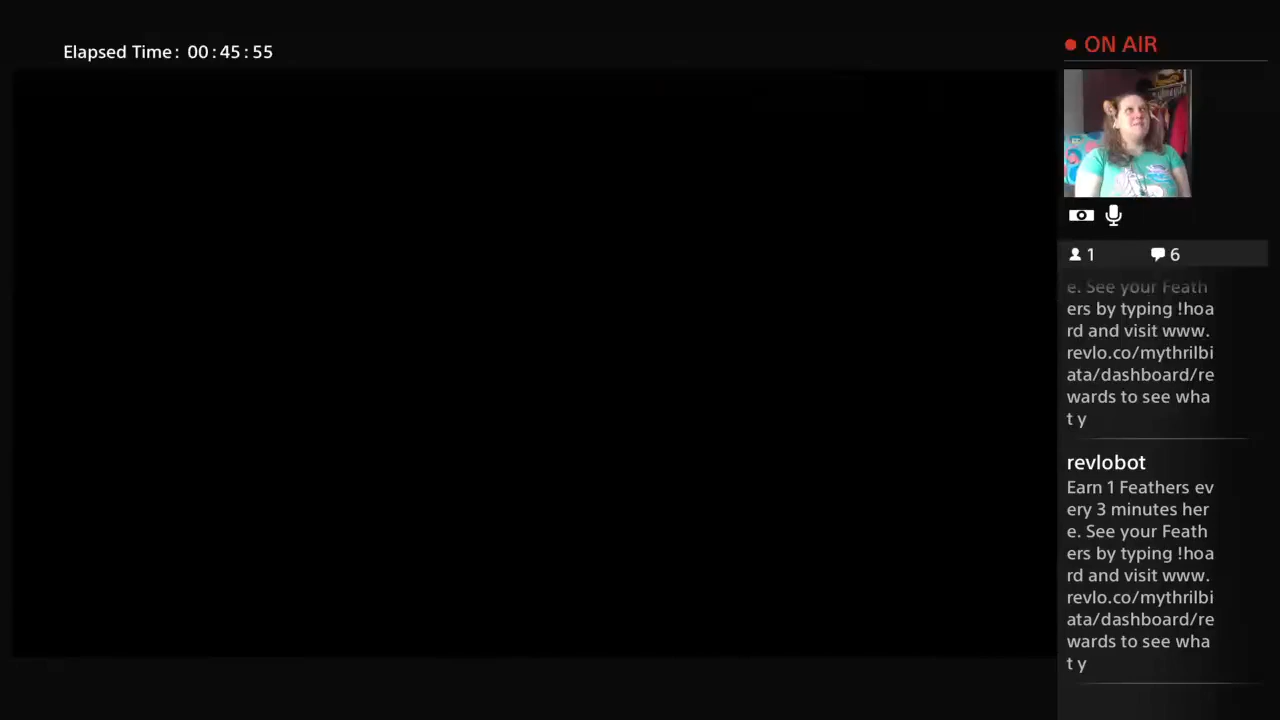 Elapsed Time: 00:45:55
ON AIR
1 6
e. See your Feath
ers by typing !hoa
rd and visit www.
revlo.co/mythrilbi
ata/dashboard/re
wards to see wha
t y
revlobot
Earn 1 Feathers ev
ery 3 minutes her
e. See your Feath
ers by typing !hoa
rd and visit www.
revlo.co/mythrilbi
ata/dashboard/re
wards to see wha
t y